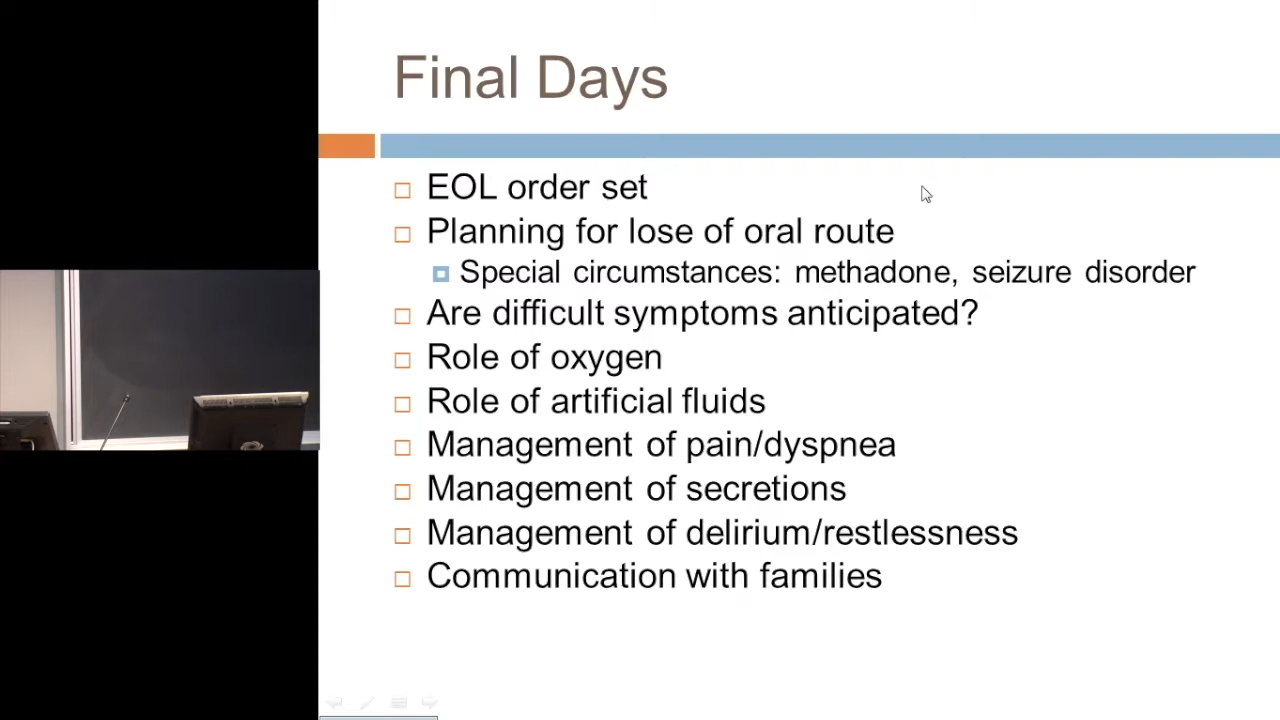 Final Days
EOL order set
Planning for lose of oral route
Special circumstances: methadone, seizure disorder
Are difficult symptoms anticipated?
Role of oxygen
Role of artificial fluids
Management of pain/dyspnea
Management of secretions
Management of delirium/restlessness
Communication with families